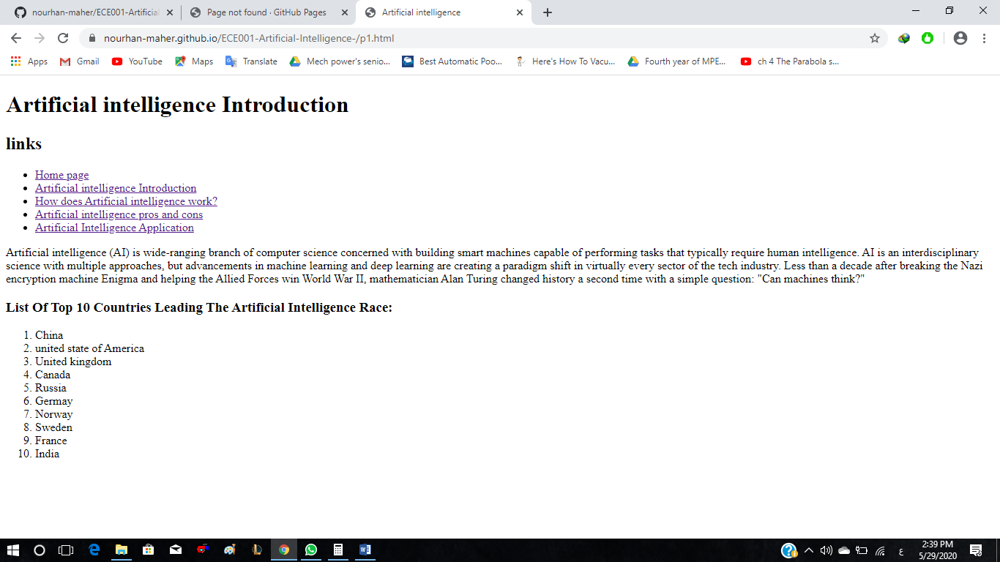 nourhan-maher/ECE001-Artificial
Page not found · GitHub Pages
Artificial intelligence
nourhan-maher.github.io/ECE001-Artificial-Intelligence-/p1.html
Apps
Gmail
YouTube
Maps
Translate
Mech power's senio...
Best Automatic Poo...
Here's How To Vacu...
Fourth year of MPE...
ch 4 The Parabola s...
Artificial intelligence Introduction
links
• Home page
• Artificial intelligence Introduction
• How does Artificial intelligence work?
• Artificial intelligence pros and cons
• Artificial Intelligence Application
Artificial intelligence (AI) is wide-ranging branch of computer science concerned with building smart machines capable of performing tasks that typically require human intelligence. AI is an interdisciplinary
science with multiple approaches, but advancements in machine learning and deep learning are creating a paradigm shift in virtually every sector of the tech industry. Less than a decade after breaking the Nazi
encryption machine Enigma and helping the Allied Forces win World War II, mathematician Alan Turing changed history a second time with a simple question: "Can machines think?"
List Of Top 10 Countries Leading The Artificial Intelligence Race:
1. China
2. united state of America
3. United kingdom
4. Canada
5. Russia
6. Germay
7. Norway
8. Sweden
9. France
10. India
ع
2:39 PM
5/29/2020